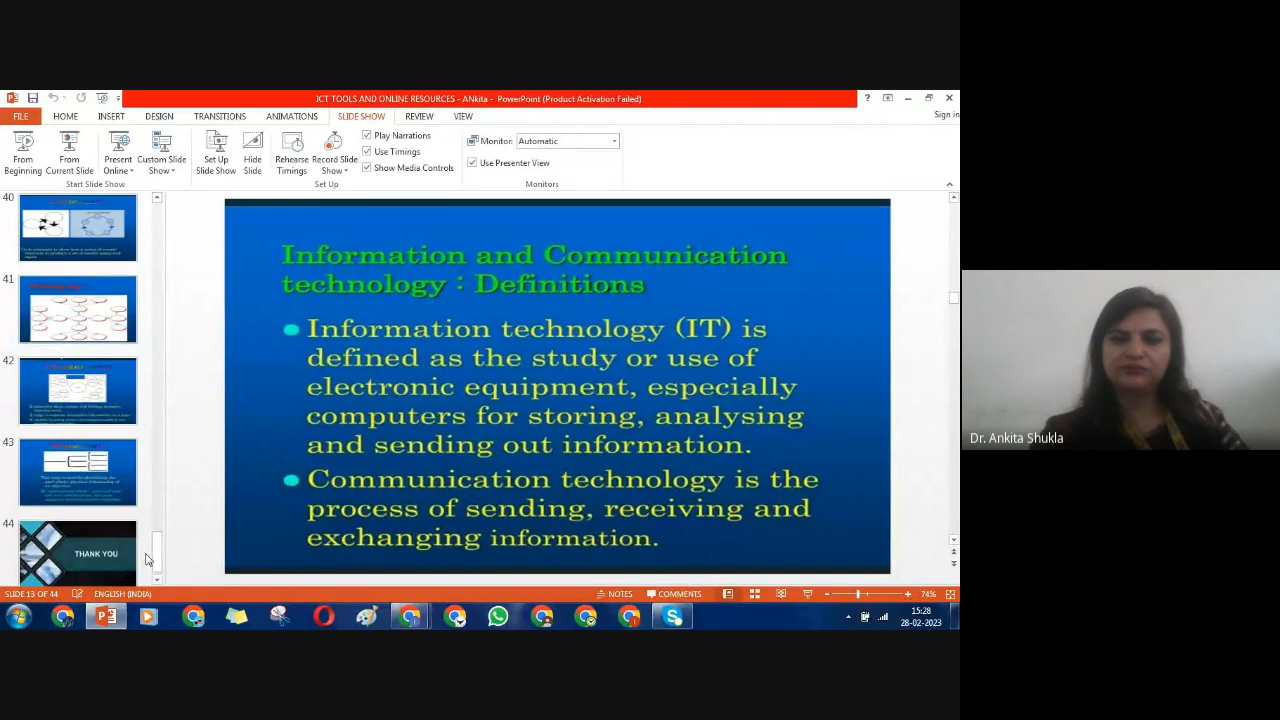 ICT TOOLS AND ONLINE RESOURCES - ANkita - PowerPoint (Product Activation Failed)
FILE HOME INSERT DESIGN TRANSITIONS ANIMATIONS SLIDE SHOW REVIEW VIEW Sign in
From Beginning
From Current Slide
Present Online
Custom Slide Show
Set Up Slide Show
Hide Slide
Rehearse Timings
Record Slide Show
Play Narrations
Use Timings
Show Media Controls
Monitor: Automatic
Use Presenter View
Start Slide Show Set Up Monitors
40
41
42
43
44
THANK YOU
Information and Communication
technology : Definitions
Information technology (IT) is
defined as the study or use of
electronic equipment, especially
computers for storing, analysing
and sending out information.
Communication technology is the
process of sending, receiving and
exchanging information.
Dr. Ankita Shukla
SLIDE 13 OF 44 ENGLISH (INDIA) NOTES COMMENTS 74%
15:28
28-02-2023